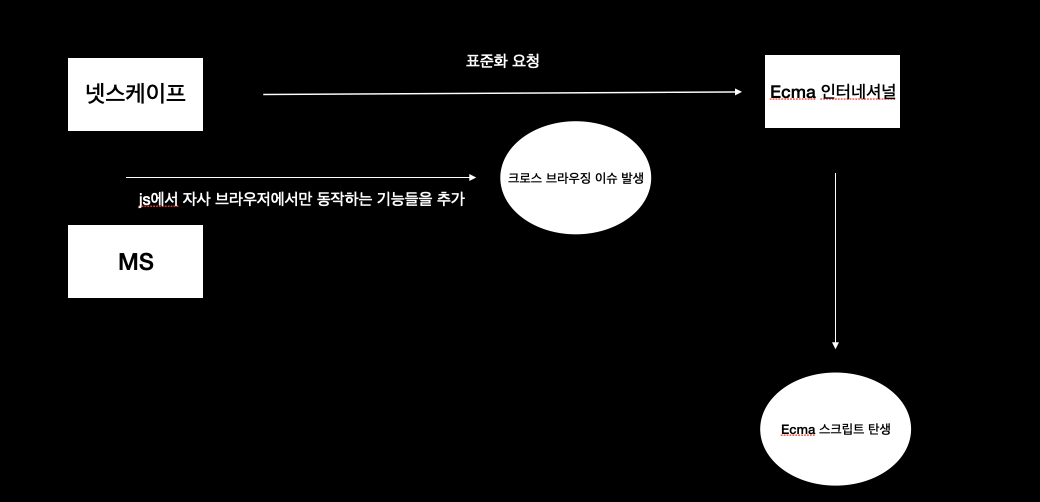 표준화 요청
넷스케이프
Ecma 인터네셔널
크로스 브라우징 이슈 발생
js에서 자사 브라우저에서만 동작하는 기능들을 추가
MS
Ecma 스크립트 탄생